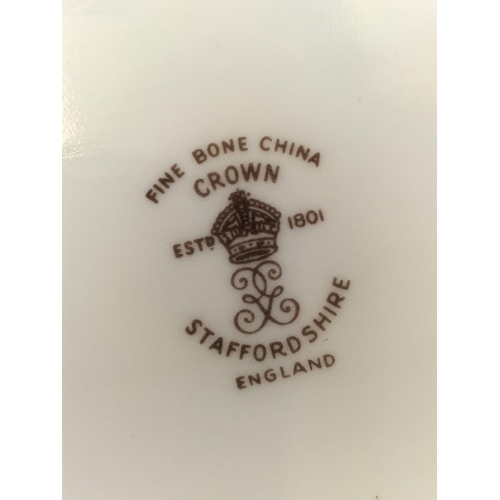 FINE BONE CHINA
CROWN
ESTD 1801
STAFFORDSHIRE
ENGLAND